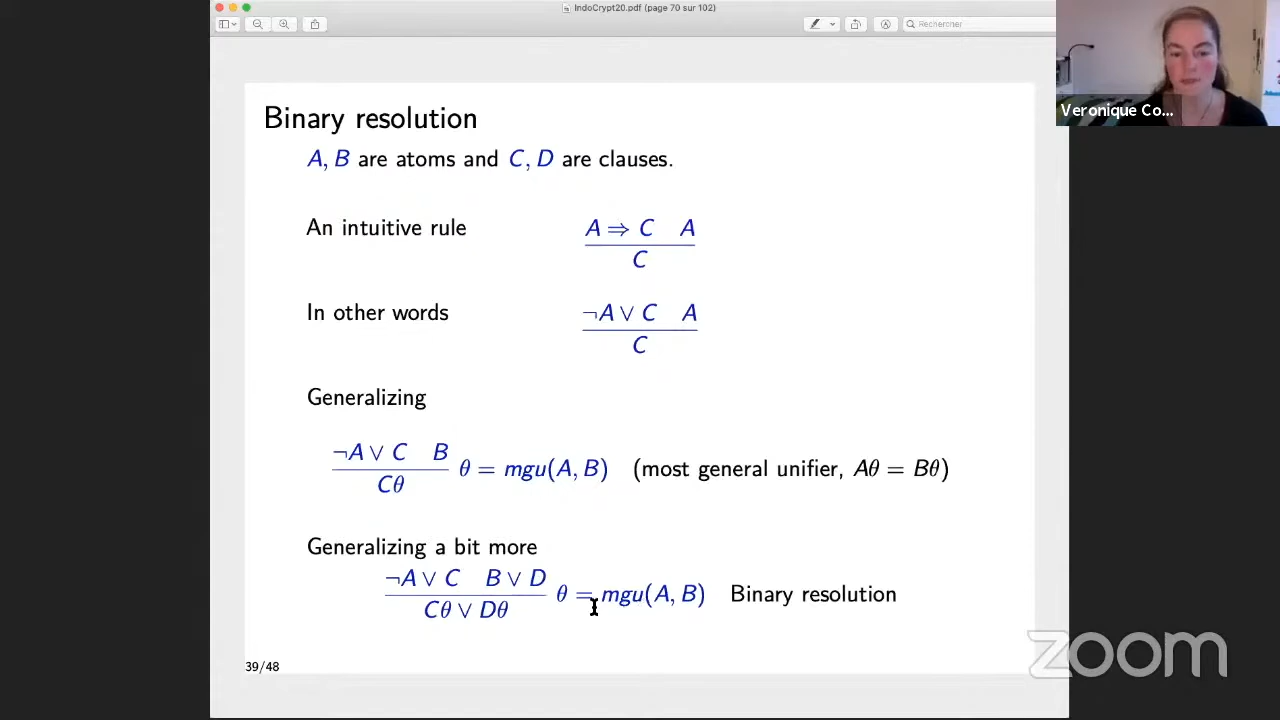 IndoCrypt20.pdf (page 70 sur 102)
Rechercher
Veronique Co...
Binary resolution
A, B are atoms and C, D are clauses.
An intuitive rule
A ⇒ C A
C
In other words
¬A ∨ C A
C
Generalizing
¬A ∨ C B
Cθ
θ = mgu(A, B) (most general unifier, Aθ = Bθ)
Generalizing a bit more
¬A ∨ C B ∨ D
Cθ ∨ Dθ
θ = mgu(A, B) Binary resolution
39/48
zoom